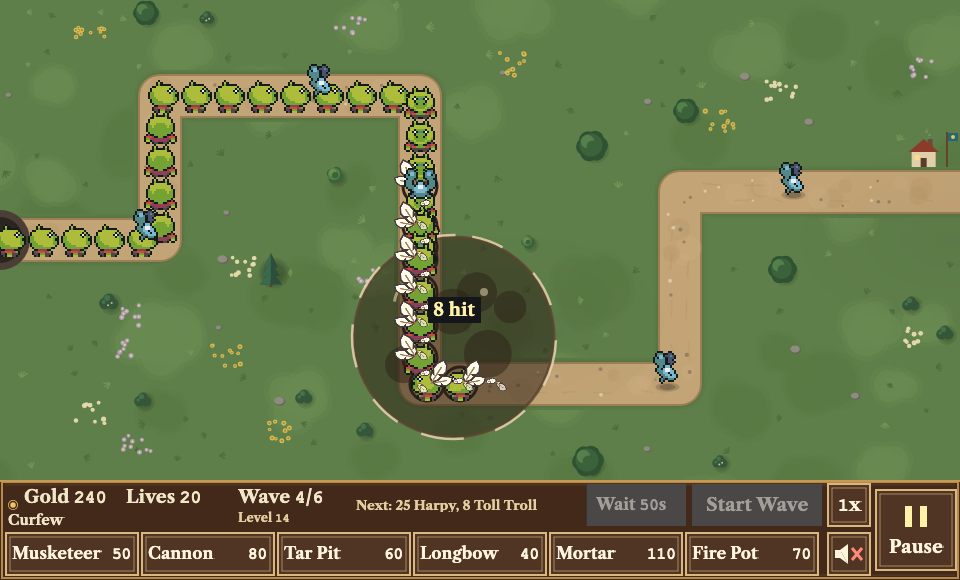 8 hit
Gold 240 Lives 20 Wave 4/6
Curfew Level 14
Next: 25 Harpy, 8 Toll Troll
Wait 50s
Start Wave
1x
Pause
Musketeer 50
Cannon 80
Tar Pit 60
Longbow 40
Mortar 110
Fire Pot 70